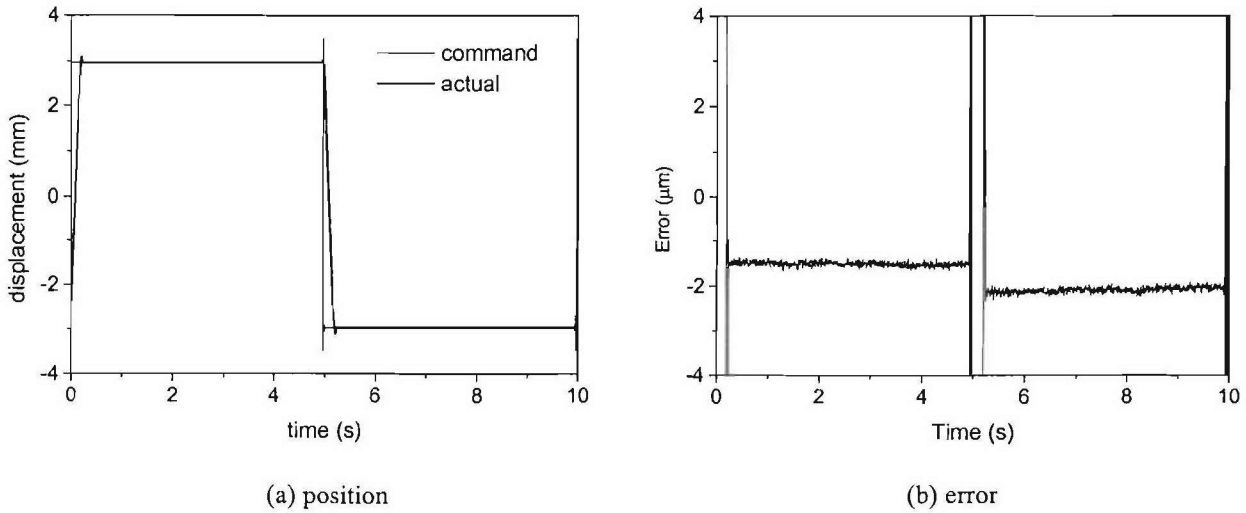 4
2
0
-2
-4
displacement (mm)
command
actual
0
2
4
6
8
10
time (s)
(a) position
4
2
0
-2
-4
Error (μm)
0
2
4
6
8
10
Time (s)
(b) error